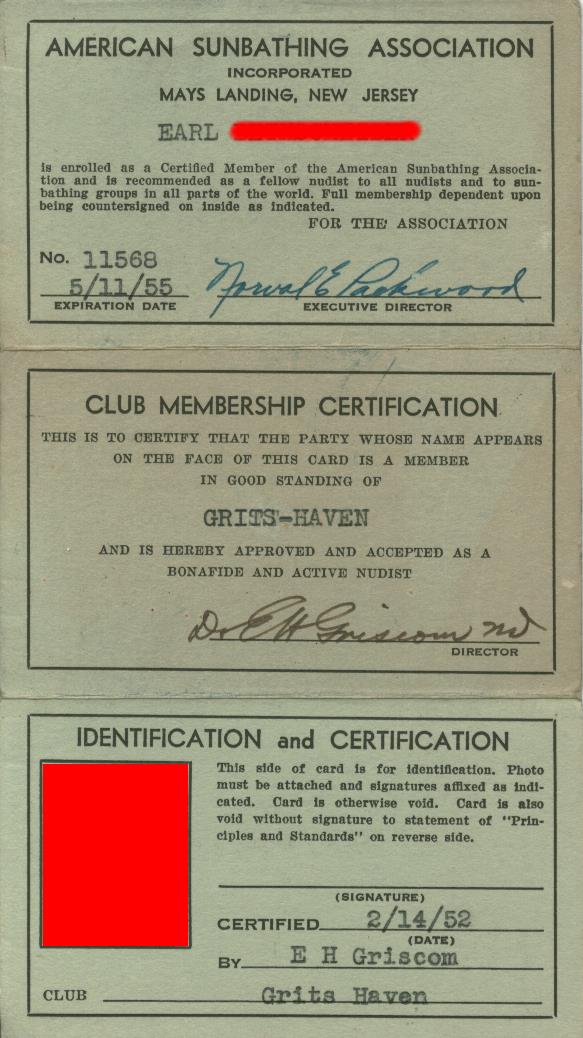 AMERICAN SUNBATHING ASSOCIATION
INCORPORATED
MAYS LANDING, NEW JERSEY
EARL
is enrolled as a Certified Member of the American Sunbathing Associa-
tion and is recommended as a fellow nudist to all nudists and to sun-
bathing groups in all parts of the world. Full membership dependent upon
being countersigned on inside as indicated.
FOR THE ASSOCIATION
No. 11568
5/11/55 Norval E Packwood
EXPIRATION DATE EXECUTIVE DIRECTOR
CLUB MEMBERSHIP CERTIFICATION
THIS IS TO CERTIFY THAT THE PARTY WHOSE NAME APPEARS
ON THE FACE OF THIS CARD IS A MEMBER
IN GOOD STANDING OF
GRITS-HAVEN
AND IS HEREBY APPROVED AND ACCEPTED AS A
BONAFIDE AND ACTIVE NUDIST
Dr E H Griscom ND
DIRECTOR
IDENTIFICATION and CERTIFICATION
This side of card is for identification. Photo
must be attached and signatures affixed as indi-
cated. Card is otherwise void. Card is also
void without signature to statement of "Prin-
ciples and Standards" on reverse side.
(SIGNATURE)
CERTIFIED 2/14/52
(DATE)
BY E H Griscom
CLUB Grits Haven